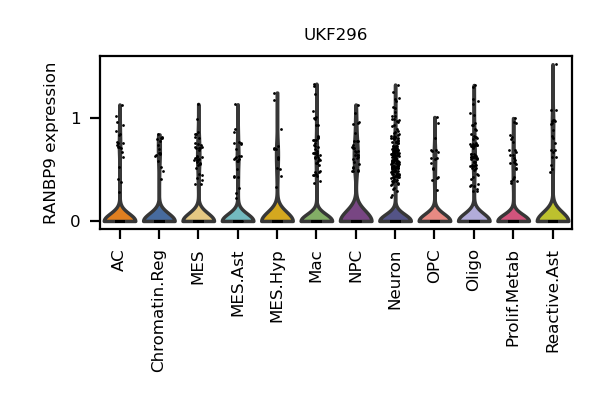 UKF296
RANBP9 expression
1
0
AC
Chromatin.Reg
MES
MES.Ast
MES.Hyp
Mac
NPC
Neuron
OPC
Oligo
Prolif.Metab
Reactive.Ast